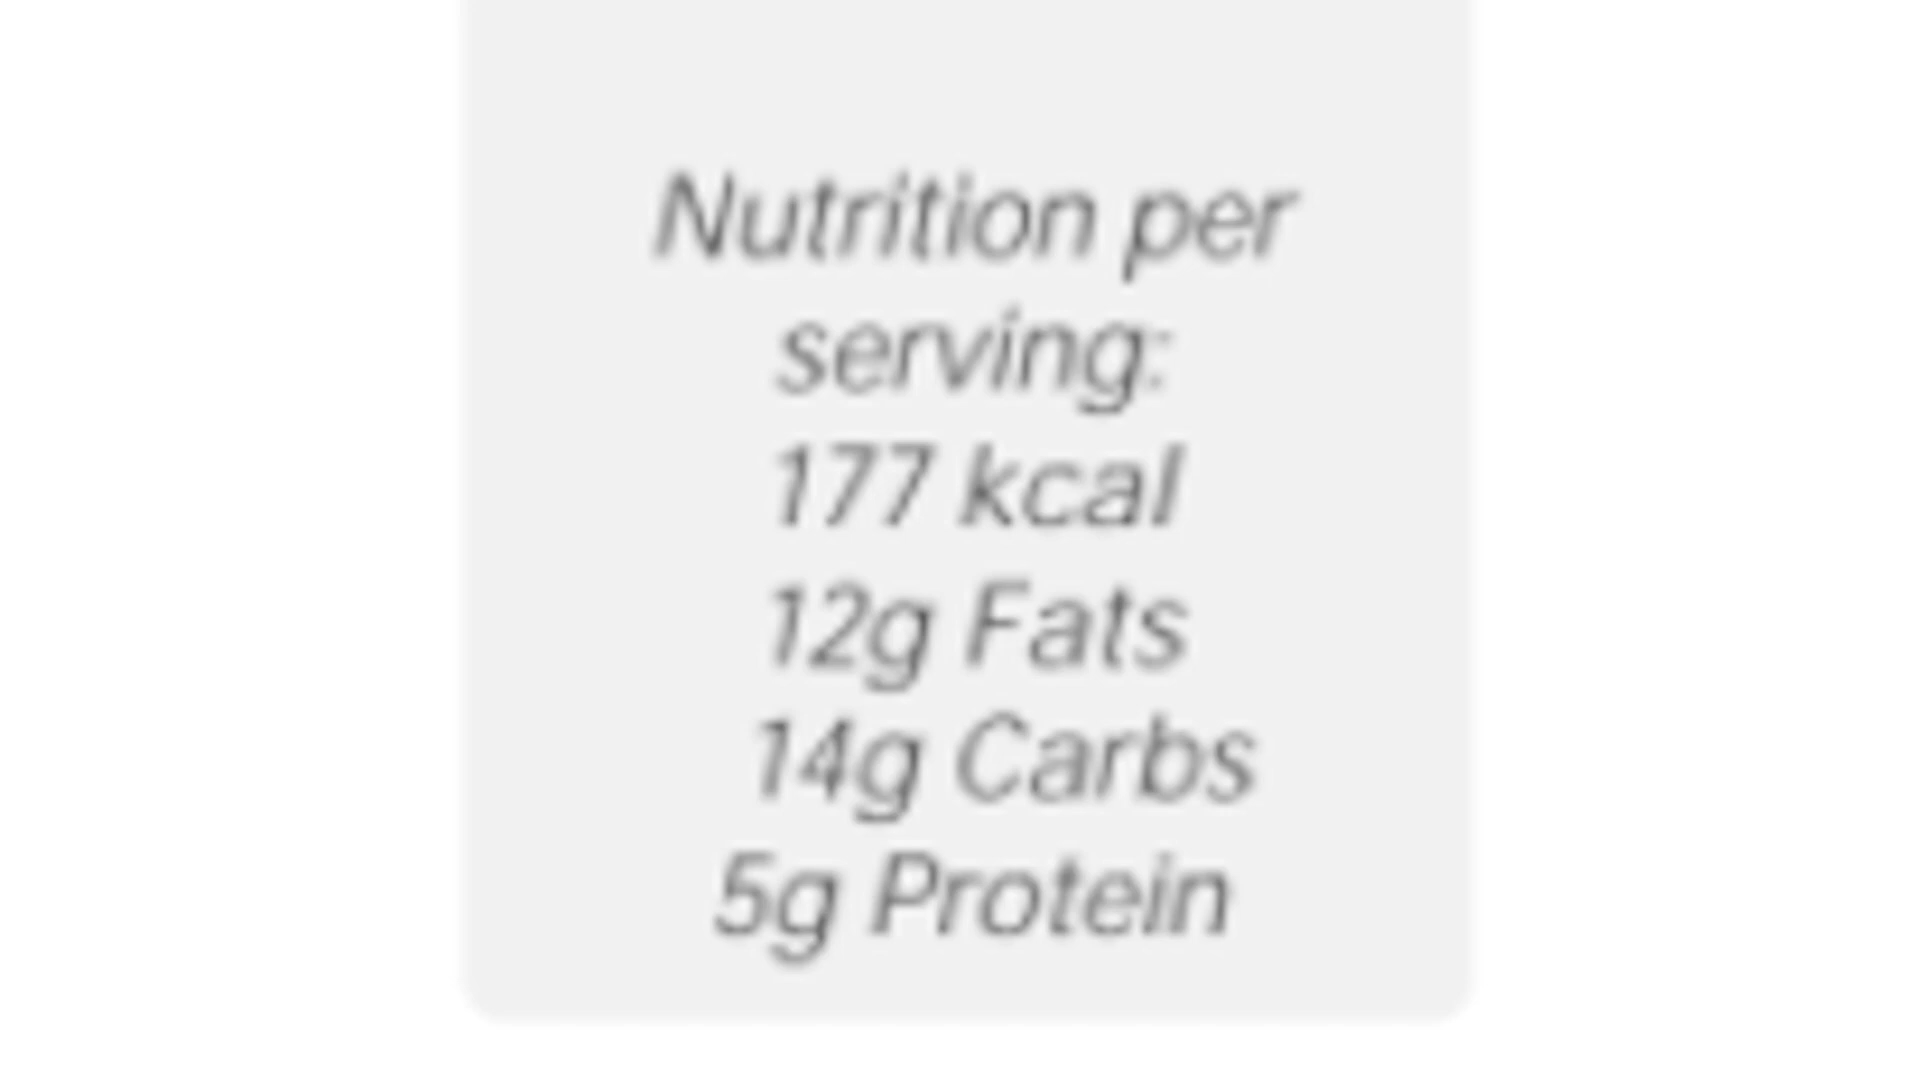 Nutrition per
serving:
177 kcal
12g Fats
14g Carbs
5g Protein